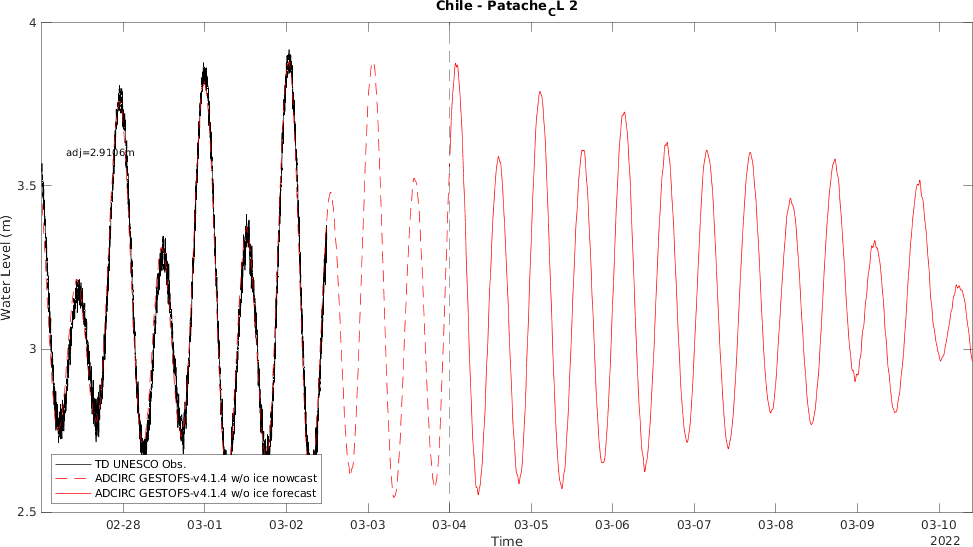 Chile - Patache_CL 2
4
adj=2.9106m
3.5
Water Level (m)
3
TD UNESCO Obs.
ADCIRC GESTOFS-v4.1.4 w/o ice nowcast
ADCIRC GESTOFS-v4.1.4 w/o ice forecast
2.5
02-28 03-01 03-02 03-03 03-04 03-05 03-06 03-07 03-08 03-09 03-10
Time 2022